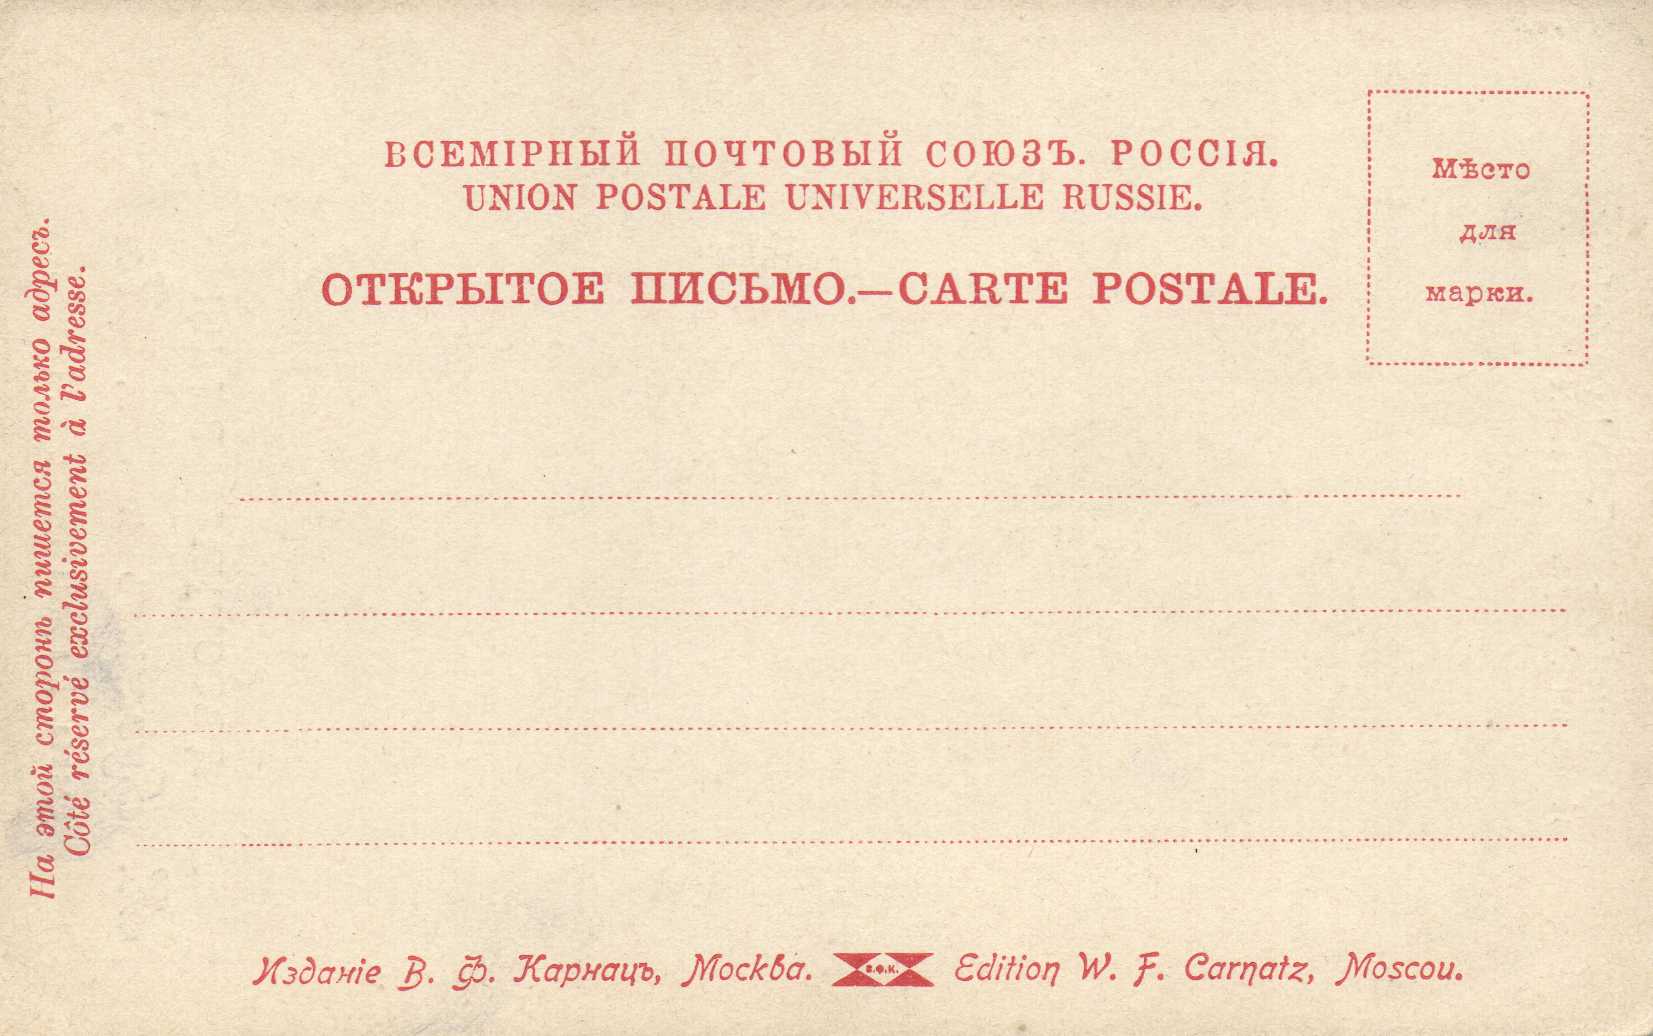 ВСЕМІРНЫЙ ПОЧТОВЫЙ СОЮЗЪ. РОССІЯ.
UNION POSTALE UNIVERSELLE RUSSIE.
ОТКРЫТОЕ ПИСЬМО.—CARTE POSTALE.
Мѣсто
для
марки.
На этой сторонѣ пишется только адресъ.
Côté réservé exclusivement à l'adresse.
Изданіе В. Ф. Карнацъ, Москва. В.Ф.К. Edition W. F. Carnatz, Moscou.